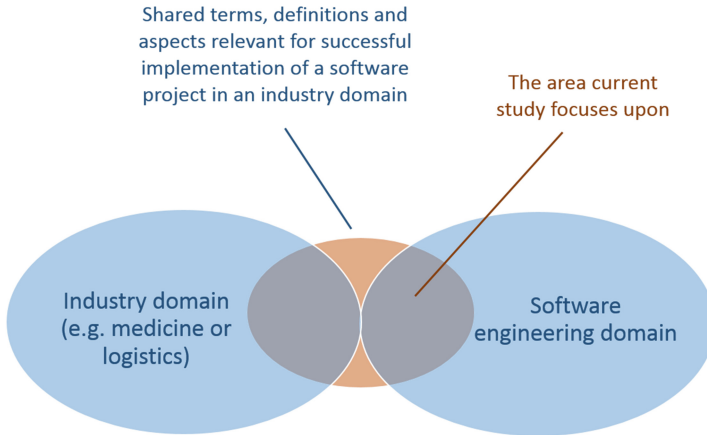 Shared terms, definitions and
aspects relevant for successful
implementation of a software
project in an industry domain
The area current
study focuses upon
Industry domain
(e.g. medicine or
logistics)
Software
engineering domain